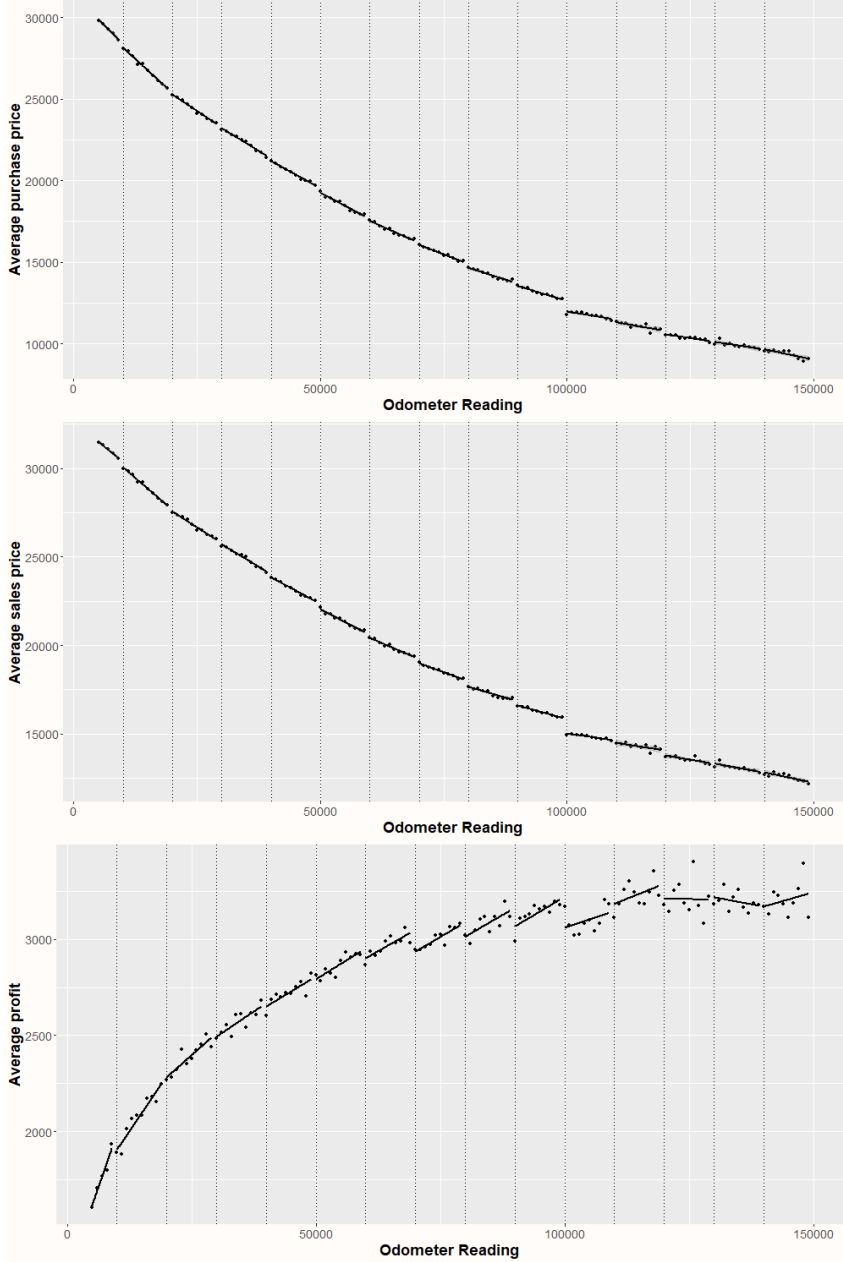 Average purchase price
30000
25000
20000
15000
10000
0 50000 100000 150000
Odometer Reading
Average sales price
30000
25000
20000
15000
0 50000 100000 150000
Odometer Reading
Average profit
3000
2500
2000
0 50000 100000 150000
Odometer Reading